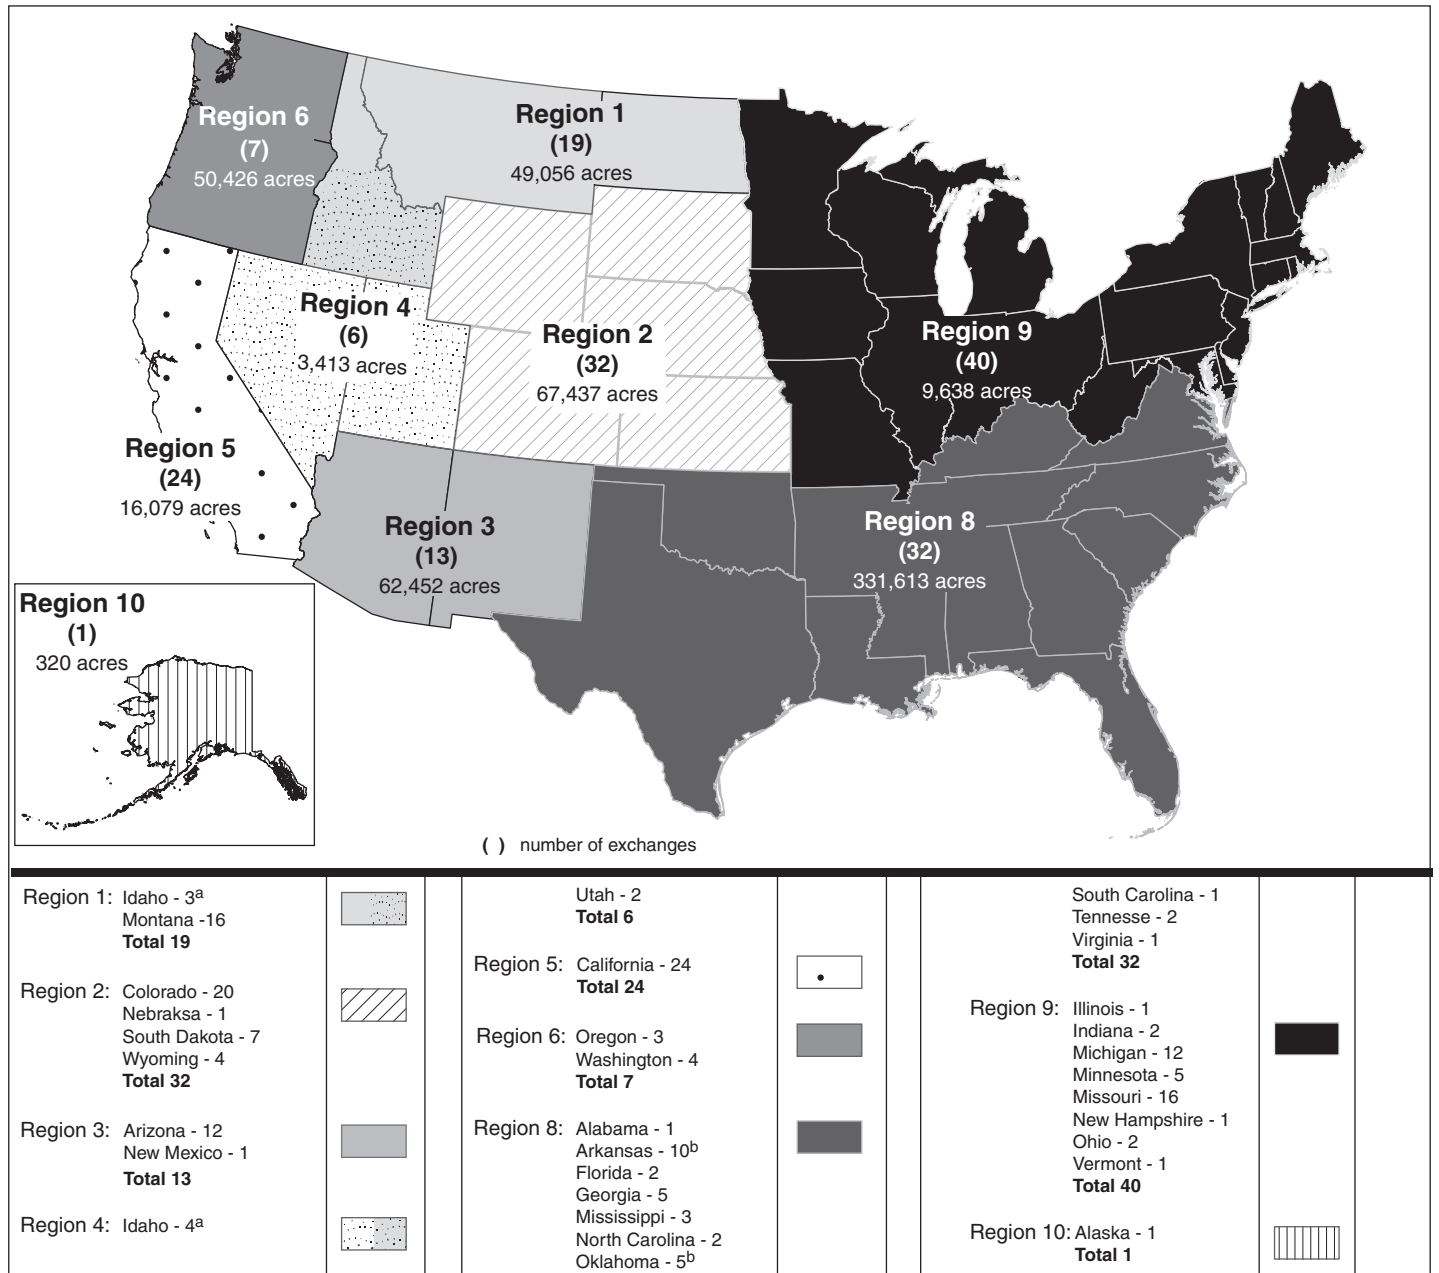 Region 6
(7)
50,426 acres
Region 1
(19)
49,056 acres
Region 4
(6)
3,413 acres
Region 2
(32)
67,437 acres
Region 9
(40)
9,638 acres
Region 5
(24)
16,079 acres
Region 3
(13)
62,452 acres
Region 8
(32)
331,613 acres
Region 10
(1)
320 acres
( ) number of exchanges
Region 1: Idaho - 3a
Montana -16
Total 19
Region 2: Colorado - 20
Nebraksa - 1
South Dakota - 7
Wyoming - 4
Total 32
Region 3: Arizona - 12
New Mexico - 1
Total 13
Region 4: Idaho - 4a
Utah - 2
Total 6
Region 5: California - 24
Total 24
Region 6: Oregon - 3
Washington - 4
Total 7
Region 8: Alabama - 1
Arkansas - 10b
Florida - 2
Georgia - 5
Mississippi - 3
North Carolina - 2
Oklahoma - 5b
South Carolina - 1
Tennesse - 2
Virginia - 1
Total 32
Region 9: Illinois - 1
Indiana - 2
Michigan - 12
Minnesota - 5
Missouri - 16
New Hampshire - 1
Ohio - 2
Vermont - 1
Total 40
Region 10: Alaska - 1
Total 1